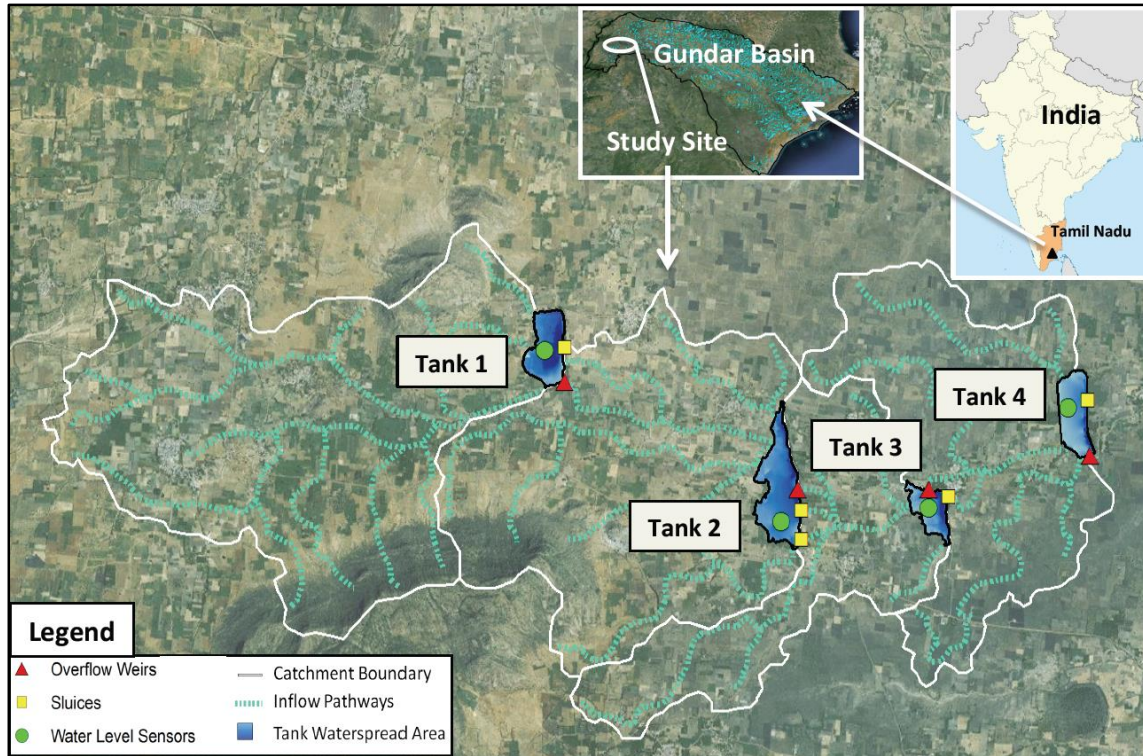 Gundar Basin
Study Site
India
Tamil Nadu
Tank 1
Tank 2
Tank 3
Tank 4
Legend
Overflow Weirs
Sluices
Water Level Sensors
Catchment Boundary
Inflow Pathways
Tank Waterspread Area